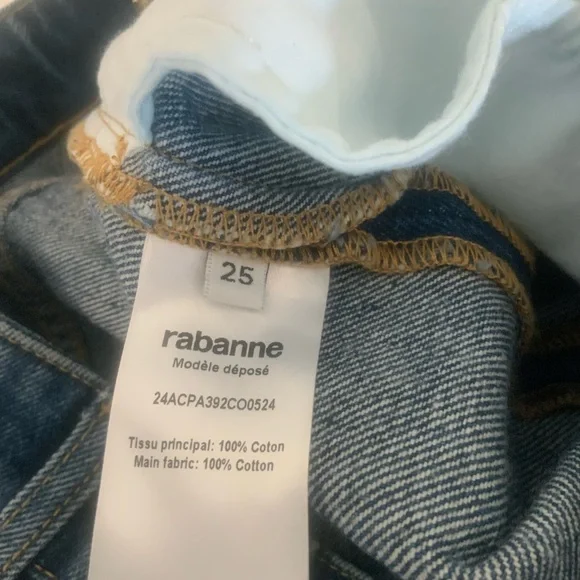 25
rabanne
Modèle déposé
24ACPA392CO0524
Tissu principal: 100% Coton
Main fabric: 100% Cotton